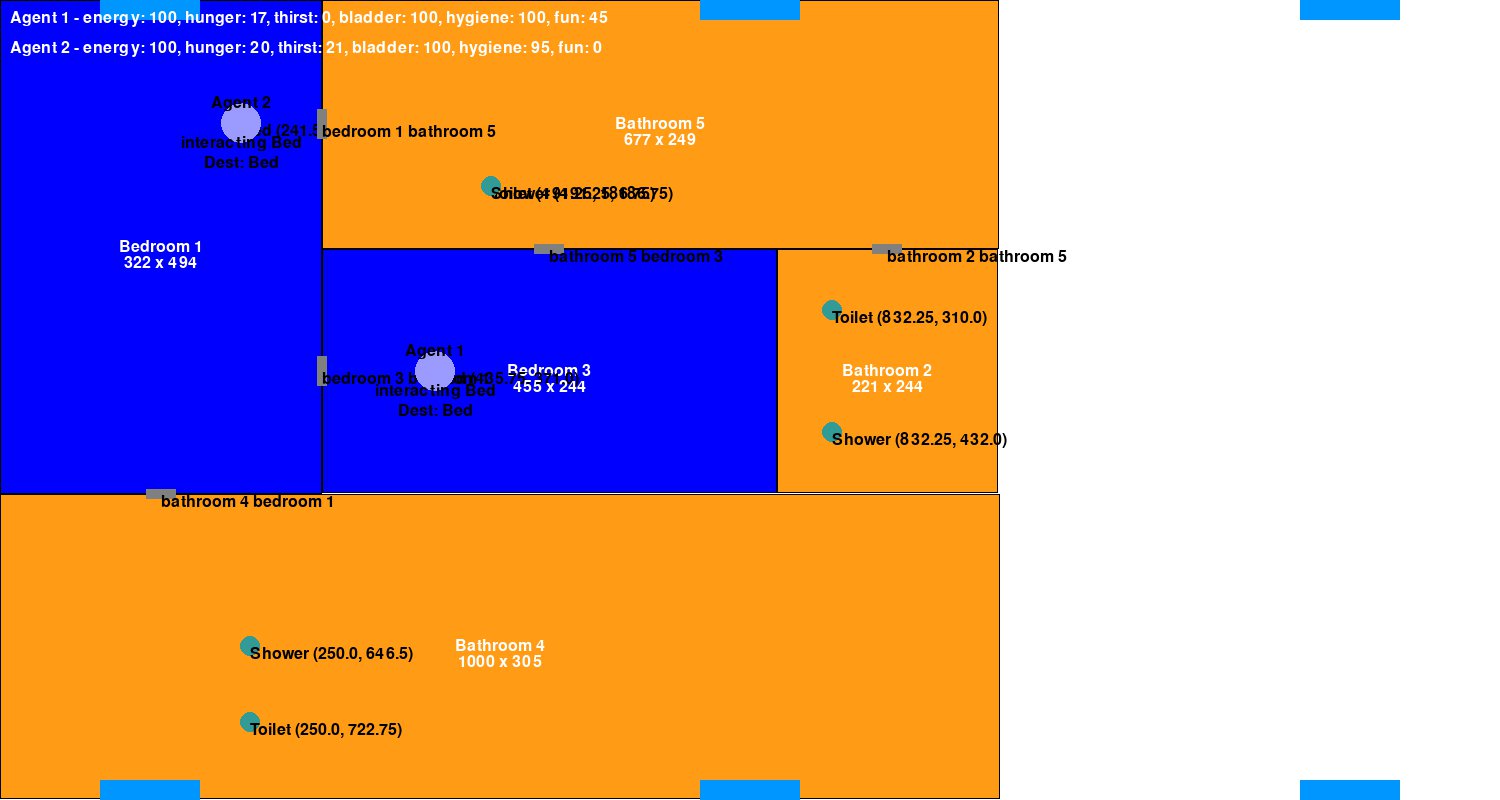 Agent 1 - energy: 100, hunger: 17, thirst: 0, bladder: 100, hygiene: 100, fun: 45
Agent 2 - energy: 100, hunger: 20, thirst: 21, bladder: 100, hygiene: 95, fun: 0
Agent 2
bedroom 1 bathroom 5
interacting Bed
Dest: Bed
Bathroom 5
677 x 249
Bedroom 1
322 x 494
bathroom 5 bedroom 3
bathroom 2 bathroom 5
Toilet (832.25, 310.0)
Agent 1
bedroom 3
interacting Bed
Dest: Bed
Bedroom 3
455 x 244
Bathroom 2
221 x 244
Shower (832.25, 432.0)
bathroom 4 bedroom 1
Shower (250.0, 646.5)
Bathroom 4
1000 x 305
Toilet (250.0, 722.75)